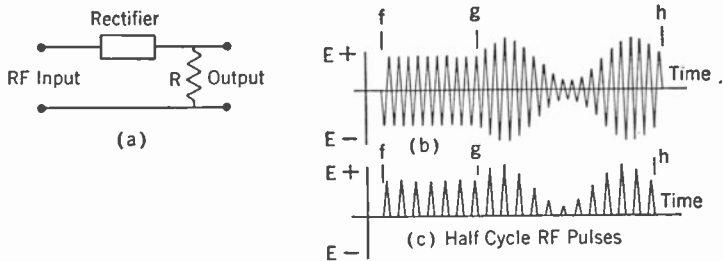 Rectifier
RF Input
R
Output
(a)
f
g
h
E +
Time
E −
(b)
f
g
h
E +
Time
E −
(c) Half Cycle RF Pulses